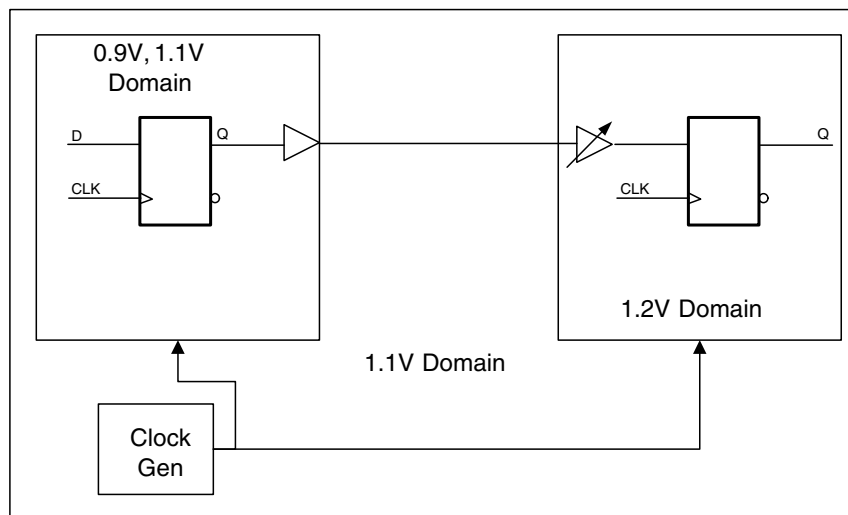 0.9V, 1.1V
Domain
D
Q
CLK
CLK
Q
1.2V Domain
1.1V Domain
Clock
Gen